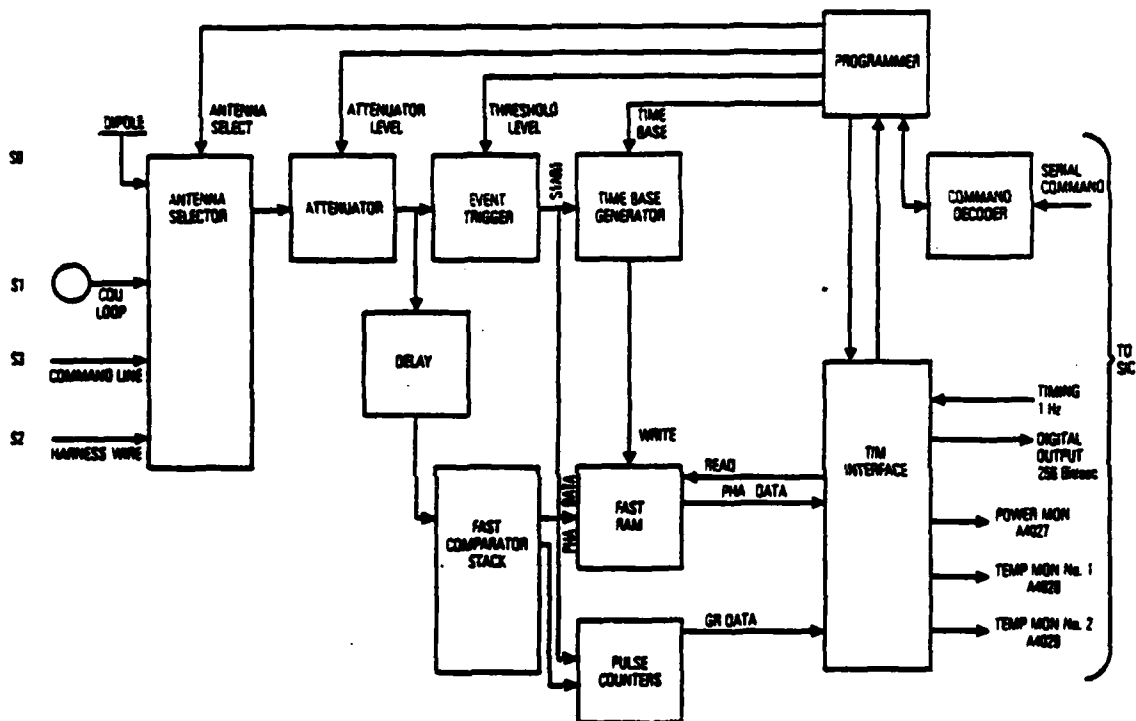 PROGRAMMER
ANTENNA
SELECT
ATTENUATOR
LEVEL
THRESHOLD
LEVEL
TIME
BASE
DIPOLE
S0
ANTENNA
SELECTOR
ATTENUATOR
EVENT
TRIGGER
TIME BASE
GENERATOR
COMMAND
DECODER
SERIAL
COMMAND
S1
LOOP
DELAY
S3
COMMAND LINE
TO
S/C
TIMING
1 Hz
S2
HARNESS WIRE
WRITE
T/M
INTERFACE
DIGITAL
OUTPUT
READ
PHA DATA
FAST
COMPARATOR
STACK
PHA DATA
FAST
RAM
POWER MON
A4027
TEMP MON No. 1
A4028
GR DATA
TEMP MON No. 2
A4029
PULSE
COUNTERS